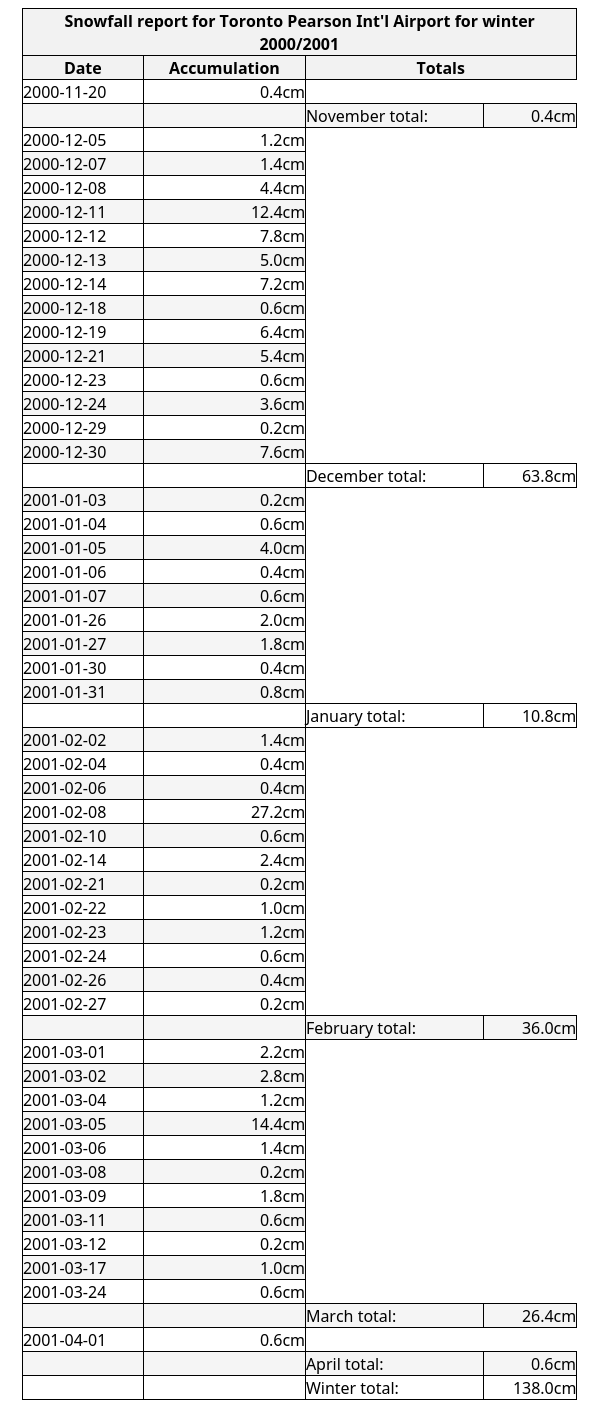 Snowfall report for Toronto Pearson Int'l Airport for winter
2000/2001
Date Accumulation Totals
2000-11-20 0.4cm
November total: 0.4cm
2000-12-05 1.2cm
2000-12-07 1.4cm
2000-12-08 4.4cm
2000-12-11 12.4cm
2000-12-12 7.8cm
2000-12-13 5.0cm
2000-12-14 7.2cm
2000-12-18 0.6cm
2000-12-19 6.4cm
2000-12-21 5.4cm
2000-12-23 0.6cm
2000-12-24 3.6cm
2000-12-29 0.2cm
2000-12-30 7.6cm
December total: 63.8cm
2001-01-03 0.2cm
2001-01-04 0.6cm
2001-01-05 4.0cm
2001-01-06 0.4cm
2001-01-07 0.6cm
2001-01-26 2.0cm
2001-01-27 1.8cm
2001-01-30 0.4cm
2001-01-31 0.8cm
January total: 10.8cm
2001-02-02 1.4cm
2001-02-04 0.4cm
2001-02-06 0.4cm
2001-02-08 27.2cm
2001-02-10 0.6cm
2001-02-14 2.4cm
2001-02-21 0.2cm
2001-02-22 1.0cm
2001-02-23 1.2cm
2001-02-24 0.6cm
2001-02-26 0.4cm
2001-02-27 0.2cm
February total: 36.0cm
2001-03-01 2.2cm
2001-03-02 2.8cm
2001-03-04 1.2cm
2001-03-05 14.4cm
2001-03-06 1.4cm
2001-03-08 0.2cm
2001-03-09 1.8cm
2001-03-11 0.6cm
2001-03-12 0.2cm
2001-03-17 1.0cm
2001-03-24 0.6cm
March total: 26.4cm
2001-04-01 0.6cm
April total: 0.6cm
Winter total: 138.0cm